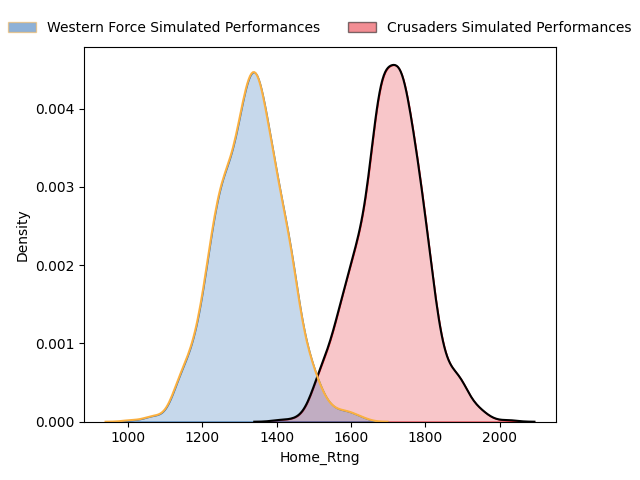 Western Force Simulated Performances Crusaders Simulated Performances
0.004
0.003
0.002
0.001
0.000
Density
1000 1200 1400 1600 1800 2000
Home_Rtng